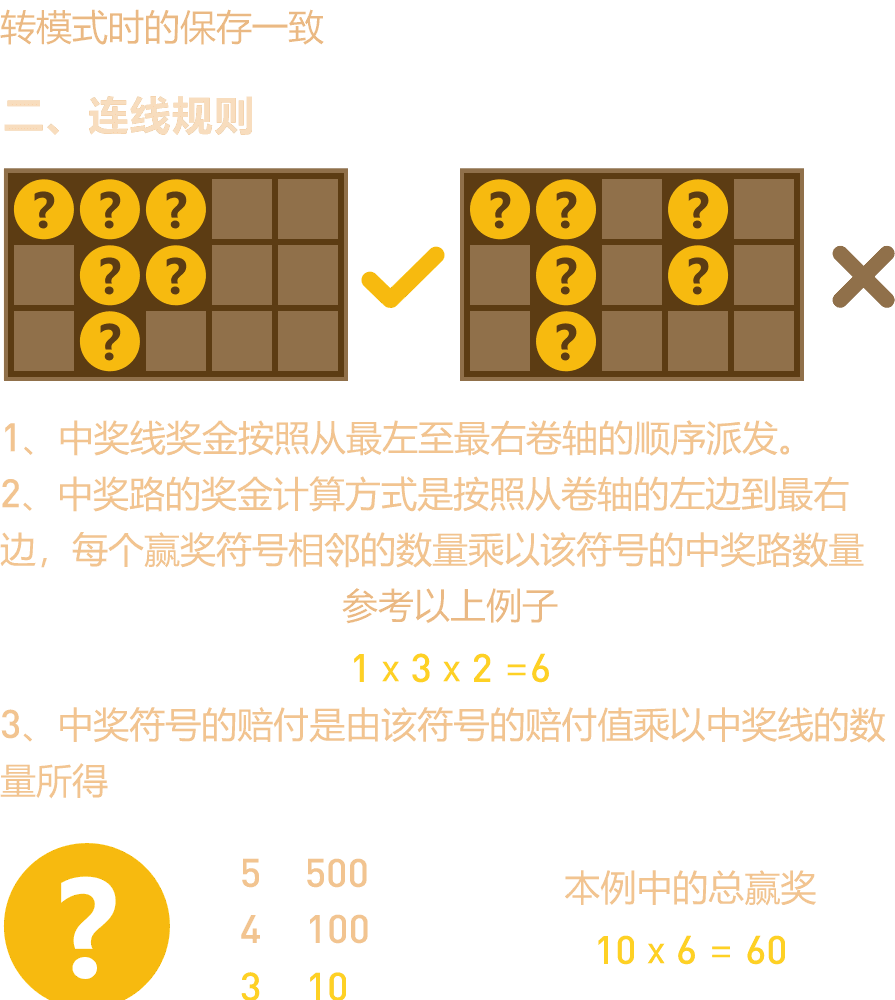 转模式时的保存一致
二、连线规则
? ? ? ? ? ?
? ? ? ? ? ?
? ?
1、中奖线奖金按照从最左至最右卷轴的顺序派发。
2、中奖路的奖金计算方式是按照从卷轴的左边到最右
边，每个赢奖符号相邻的数量乘以该符号的中奖路数量
参考以上例子
1 x 3 x 2 =6
3、中奖符号的赔付是由该符号的赔付值乘以中奖线的数
量所得
?
5 500
4 100
3 10
本例中的总赢奖
10 x 6 = 60